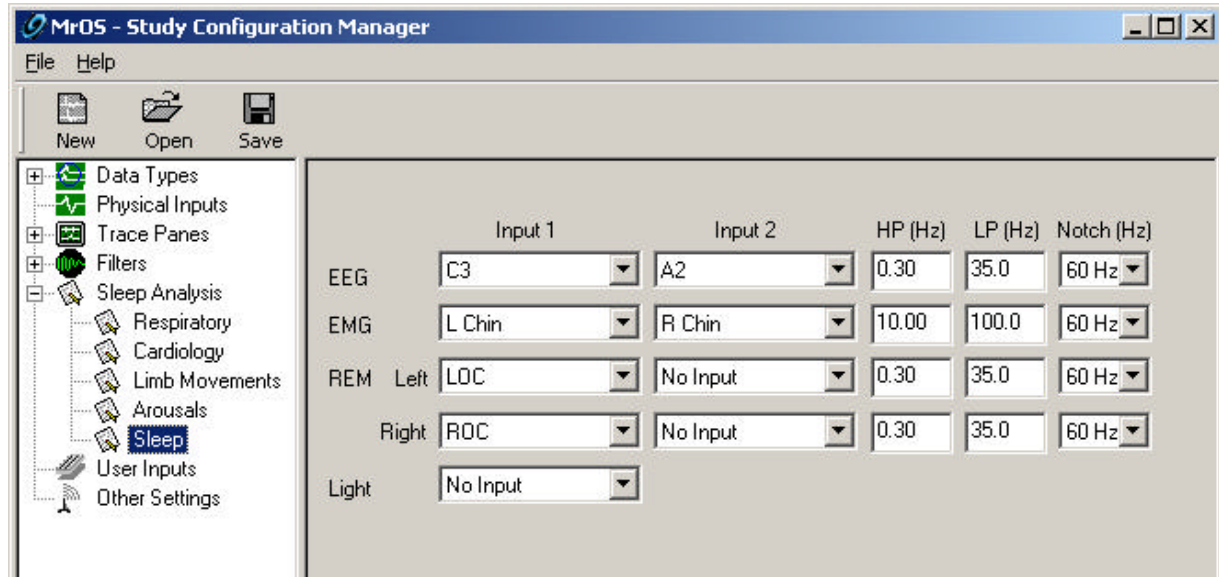 MrOS - Study Configuration Manager
File Help
New Open Save
Data Types
Physical Inputs
Trace Panes
Filters
Sleep Analysis
Respiratory
Cardiology
Limb Movements
Arousals
Sleep
User Inputs
Other Settings
Input 1 Input 2 HP (Hz) LP (Hz) Notch (Hz)
EEG C3 A2 0.30 35.0 60 Hz
EMG L Chin R Chin 10.00 100.0 60 Hz
REM Left LOC No Input 0.30 35.0 60 Hz
Right ROC No Input 0.30 35.0 60 Hz
Light No Input